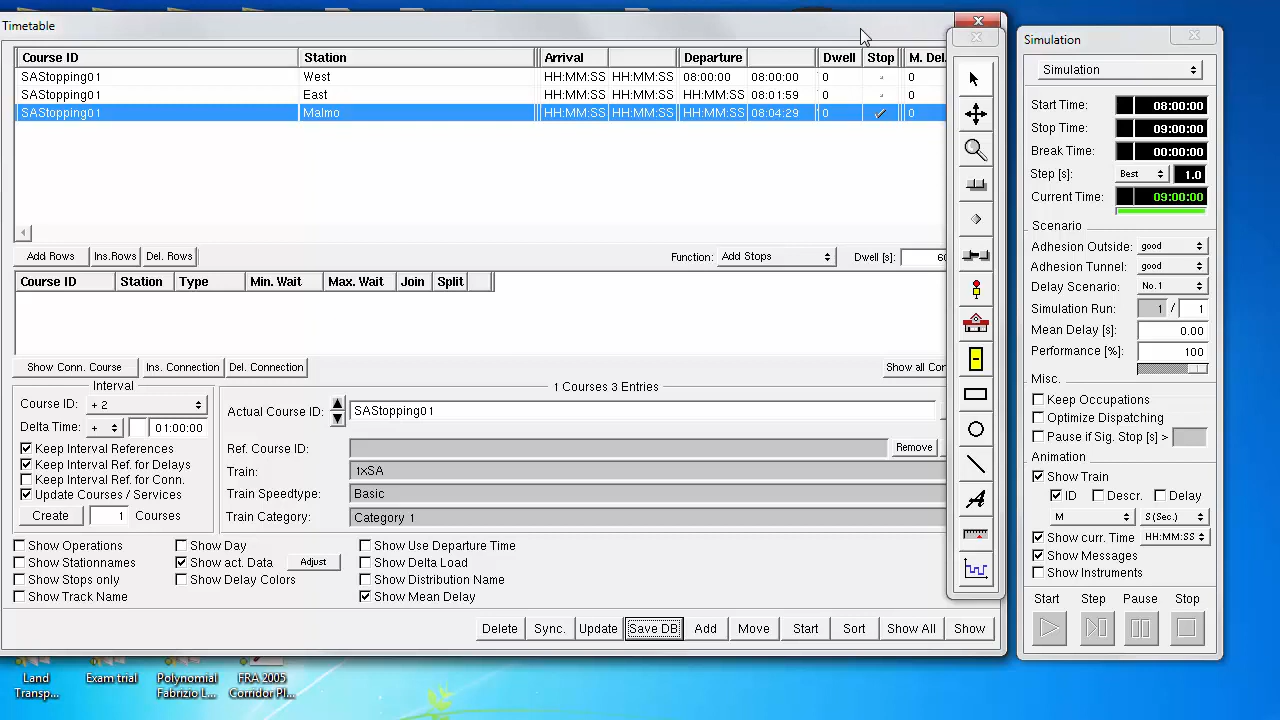 Timetable
Course ID Station Arrival Departure Dwell Stop M. Del.
SAStopping01 West HH:MM:SS HH:MM:SS 08:00:00 08:00:00 0
SAStopping01 East HH:MM:SS HH:MM:SS HH:MM:SS 08:01:59 0 0
SAStopping01 Malmo HH:MM:SS HH:MM:SS HH:MM:SS 08:04:29 0 0
Add Rows Ins.Rows Del. Rows Function: Add Stops Dwell [s]: 60
Course ID Station Type Min. Wait Max. Wait Join Split
Show Conn. Course Ins. Connection Del. Connection Show all Con
Interval
Course ID: + 2
Delta Time: + 01:00:00
Keep Interval References
Keep Interval Ref. for Delays
Keep Interval Ref. for Conn.
Update Courses / Services
Create 1 Courses
1 Courses 3 Entries
Actual Course ID: SAStopping01
Ref. Course ID: Remove
Train: 1xSA
Train Speedtype: Basic
Train Category: Category 1
Show Operations Show Day Show Use Departure Time
Show Stationnames Show act. Data Adjust Show Delta Load
Show Stops only Show Delay Colors Show Distribution Name
Show Track Name Show Mean Delay
Delete Sync. Update Save DB Add Move Start Sort Show All Show
Simulation
Simulation
Start Time: 08:00:00
Stop Time: 09:00:00
Break Time: 00:00:00
Step [s]: Best 1.0
Current Time: 09:00:00
Scenario
Adhesion Outside: good
Adhesion Tunnel: good
Delay Scenario: No.1
Simulation Run: 1 / 1
Mean Delay [s]: 0.00
Performance [%]: 100
Misc.
Keep Occupations
Optimize Dispatching
Pause if Sig. Stop [s] >
Animation
Show Train
ID Descr. Delay
M S (Sec.)
Show curr. Time HH:MM:SS
Show Messages
Show Instruments
Start Step Pause Stop
Land Transp...
Exam trial
Polynomial Fabrizio L...
FRA 2005 Corridor Pl...